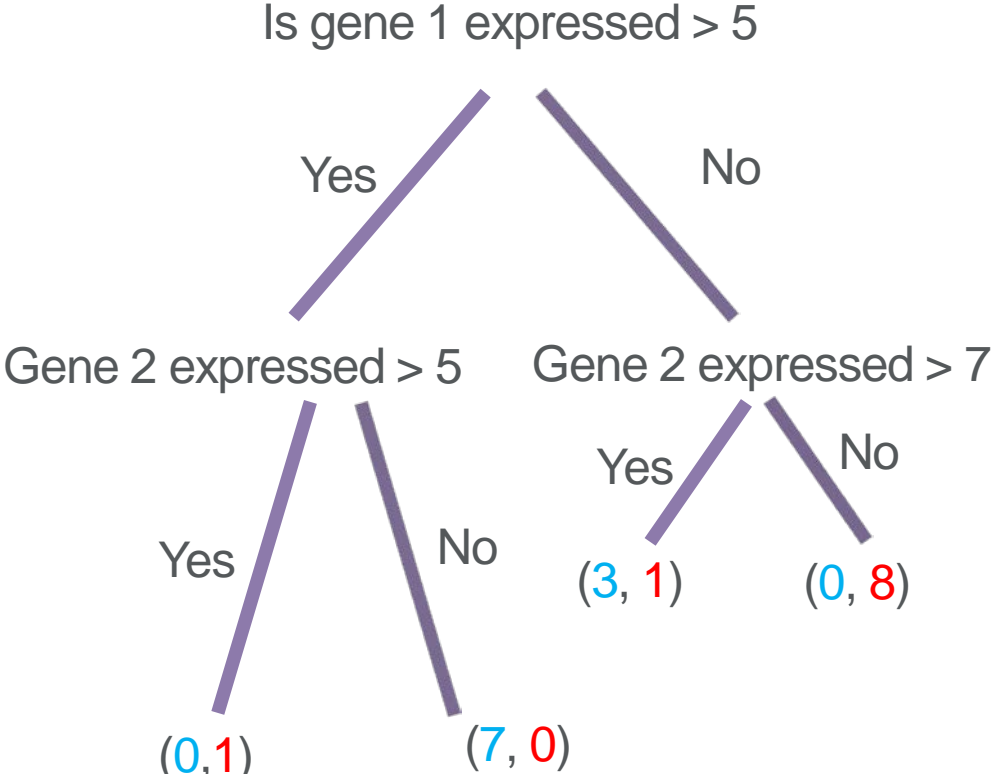 Is gene 1 expressed > 5
Yes
No
Gene 2 expressed > 5
Gene 2 expressed > 7
Yes
No
Yes
No
(3, 1)
(0, 8)
(0,1)
(7, 0)